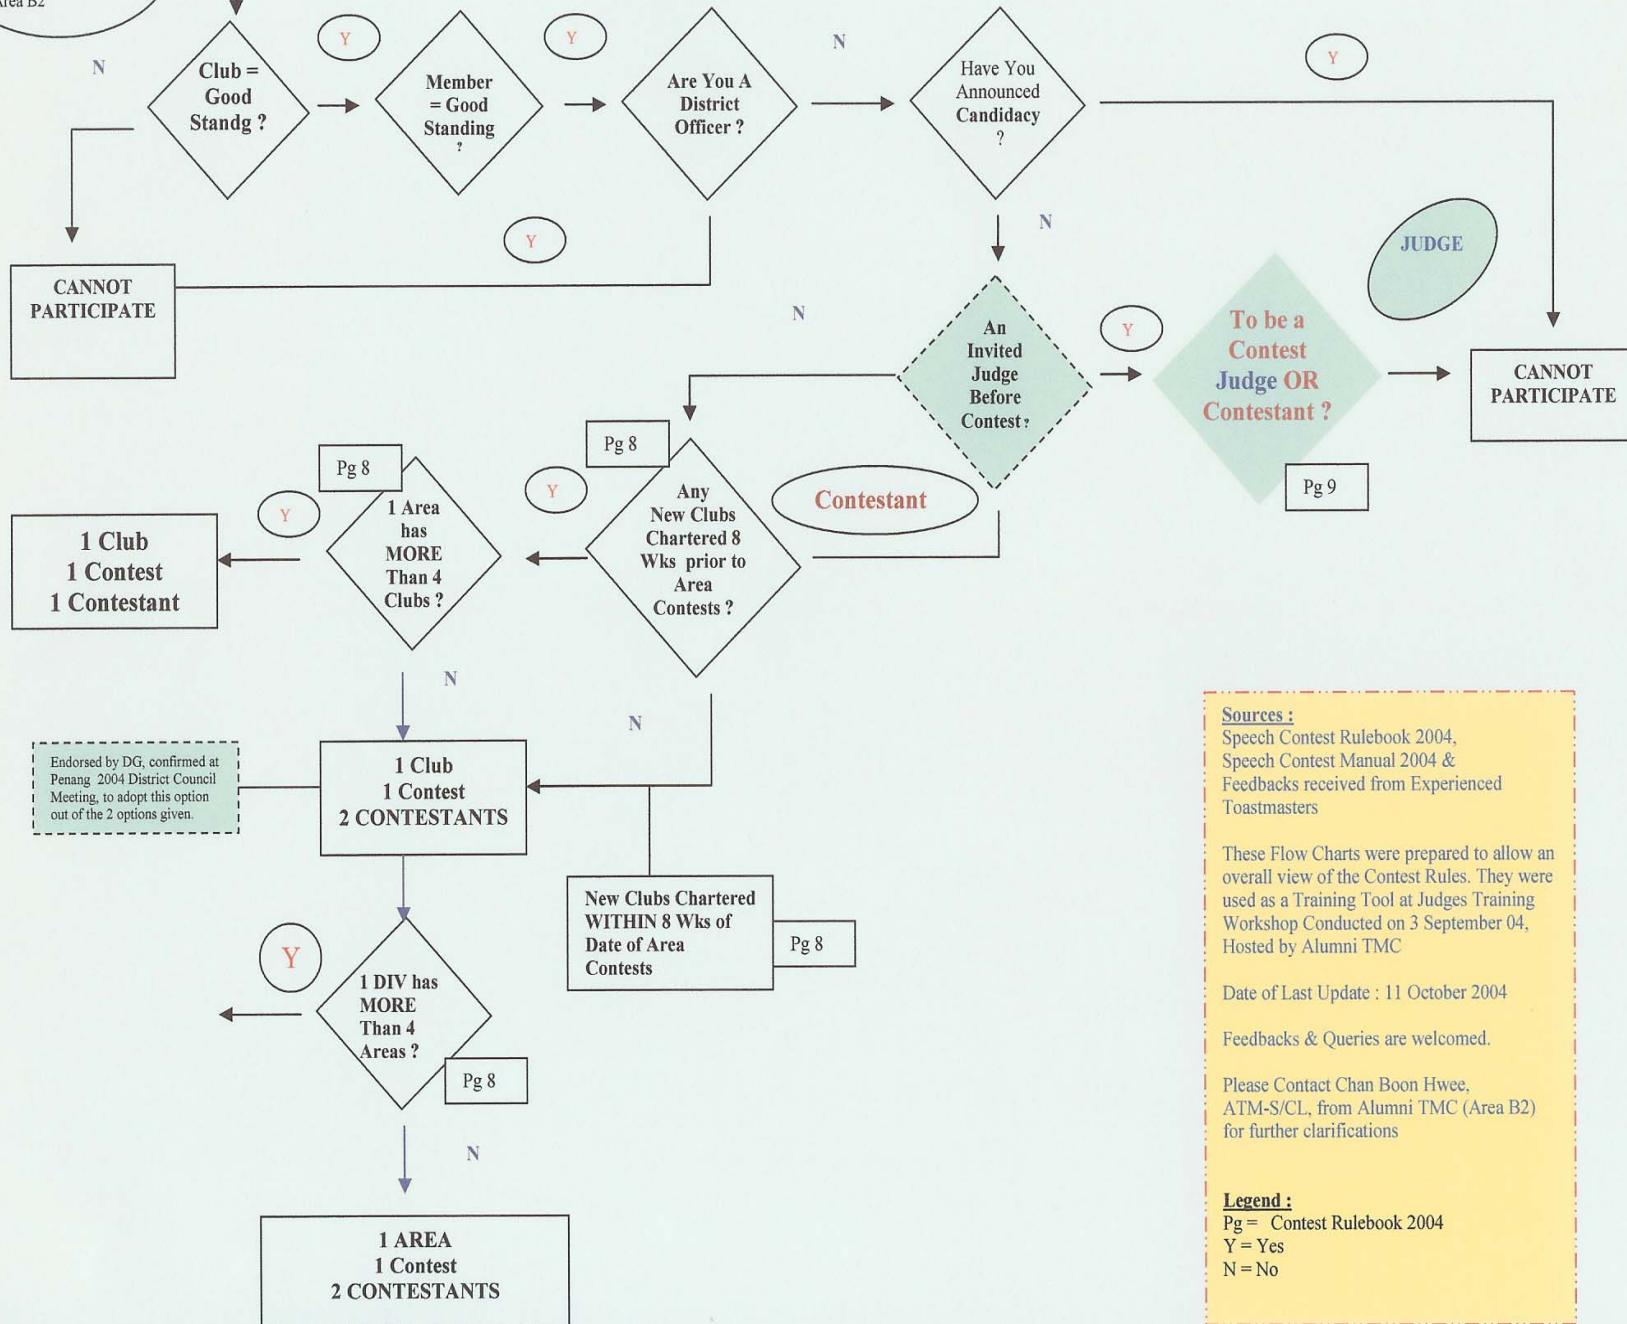 Area B2
N
Y
Y
N
Y
Club =
Good
Standg ?
Member
= Good
Standing
?
Are You A
District
Officer ?
Have You
Announced
Candidacy
?
Y
N
JUDGE
CANNOT
PARTICIPATE
N
An
Invited
Judge
Before
Contest?
Y
To be a
Contest
Judge OR
Contestant ?
CANNOT
PARTICIPATE
Pg 9
Pg 8
Pg 8
Y
Y
1 Club
1 Contest
1 Contestant
1 Area
has
MORE
Than 4
Clubs ?
Any
New Clubs
Chartered 8
Wks prior to
Area
Contests ?
Contestant
N
N
Endorsed by DG, confirmed at
Penang 2004 District Council
Meeting, to adopt this option
out of the 2 options given.
1 Club
1 Contest
2 CONTESTANTS
New Clubs Chartered
WITHIN 8 Wks of
Date of Area
Contests
Pg 8
Y
1 DIV has
MORE
Than 4
Areas ?
Pg 8
N
1 AREA
1 Contest
2 CONTESTANTS
Sources :
Speech Contest Rulebook 2004,
Speech Contest Manual 2004 &
Feedbacks received from Experienced
Toastmasters
These Flow Charts were prepared to allow an
overall view of the Contest Rules. They were
used as a Training Tool at Judges Training
Workshop Conducted on 3 September 04,
Hosted by Alumni TMC
Date of Last Update : 11 October 2004
Feedbacks & Queries are welcomed.
Please Contact Chan Boon Hwee,
ATM-S/CL, from Alumni TMC (Area B2)
for further clarifications
Legend :
Pg = Contest Rulebook 2004
Y = Yes
N = No